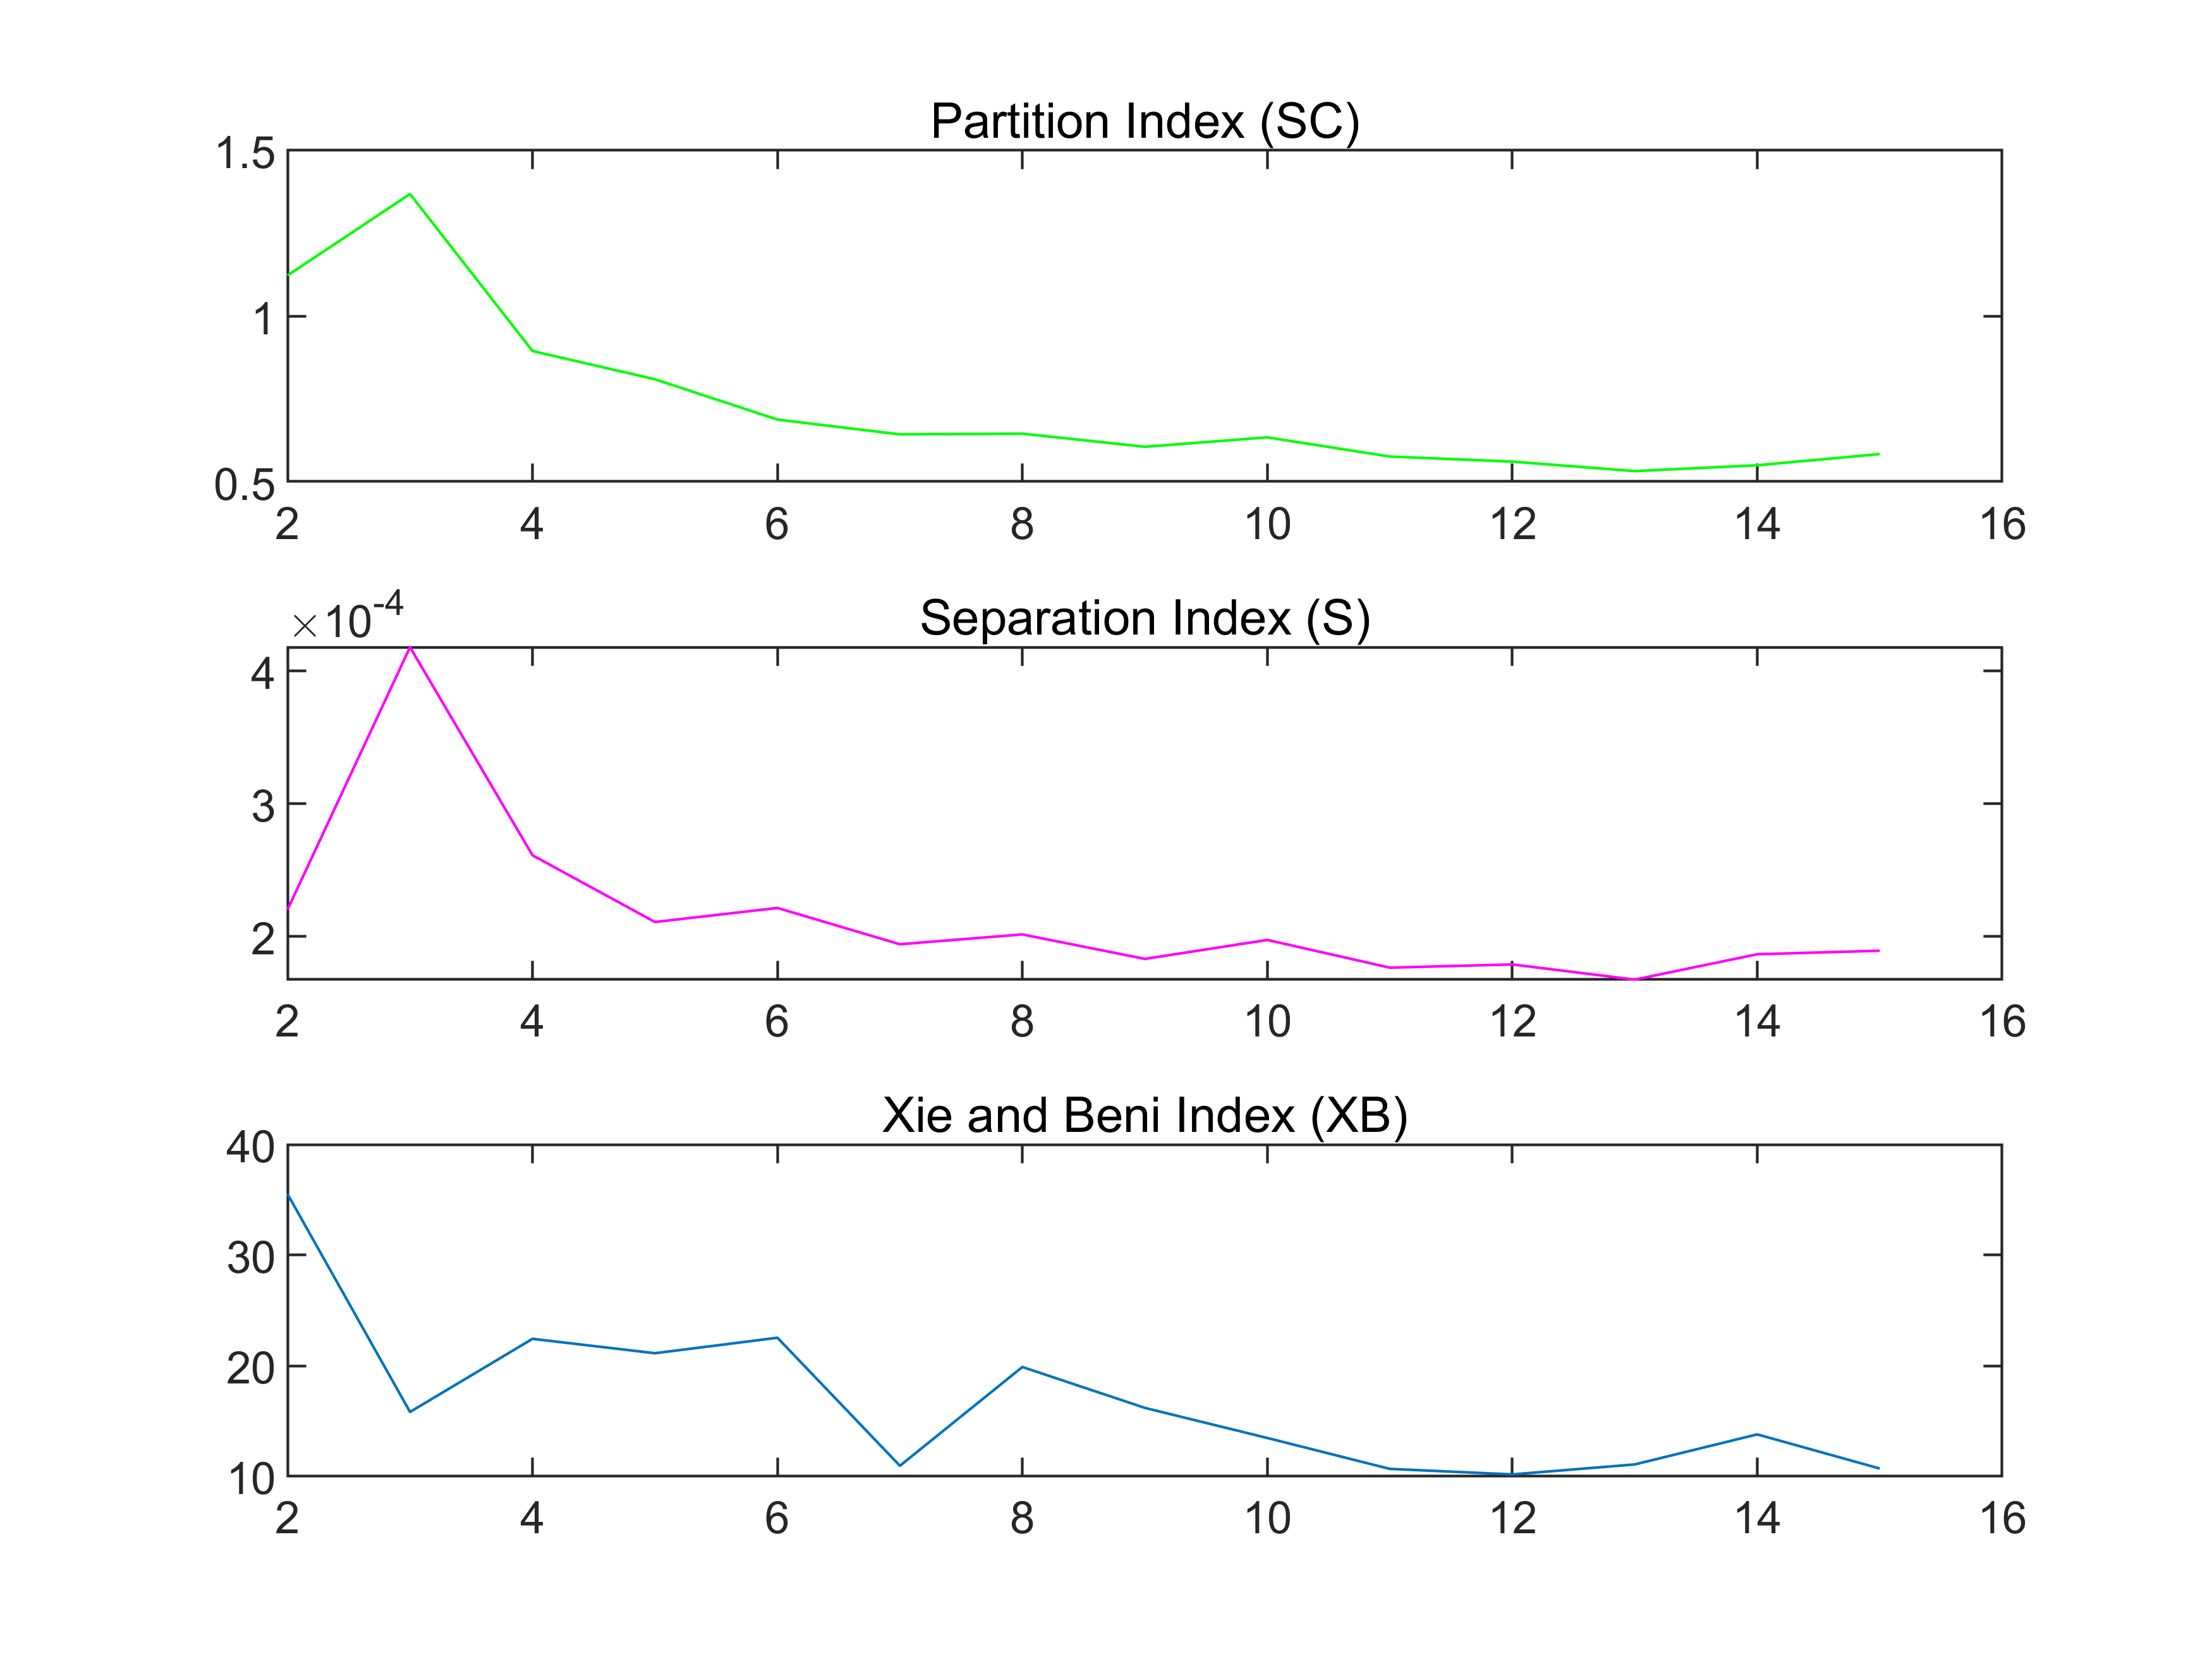 Partition Index (SC)
1.5
1
0.5
2 4 6 8 10 12 14 16
×10-4
Separation Index (S)
4
3
2
2 4 6 8 10 12 14 16
Xie and Beni Index (XB)
40
30
20
10
2 4 6 8 10 12 14 16